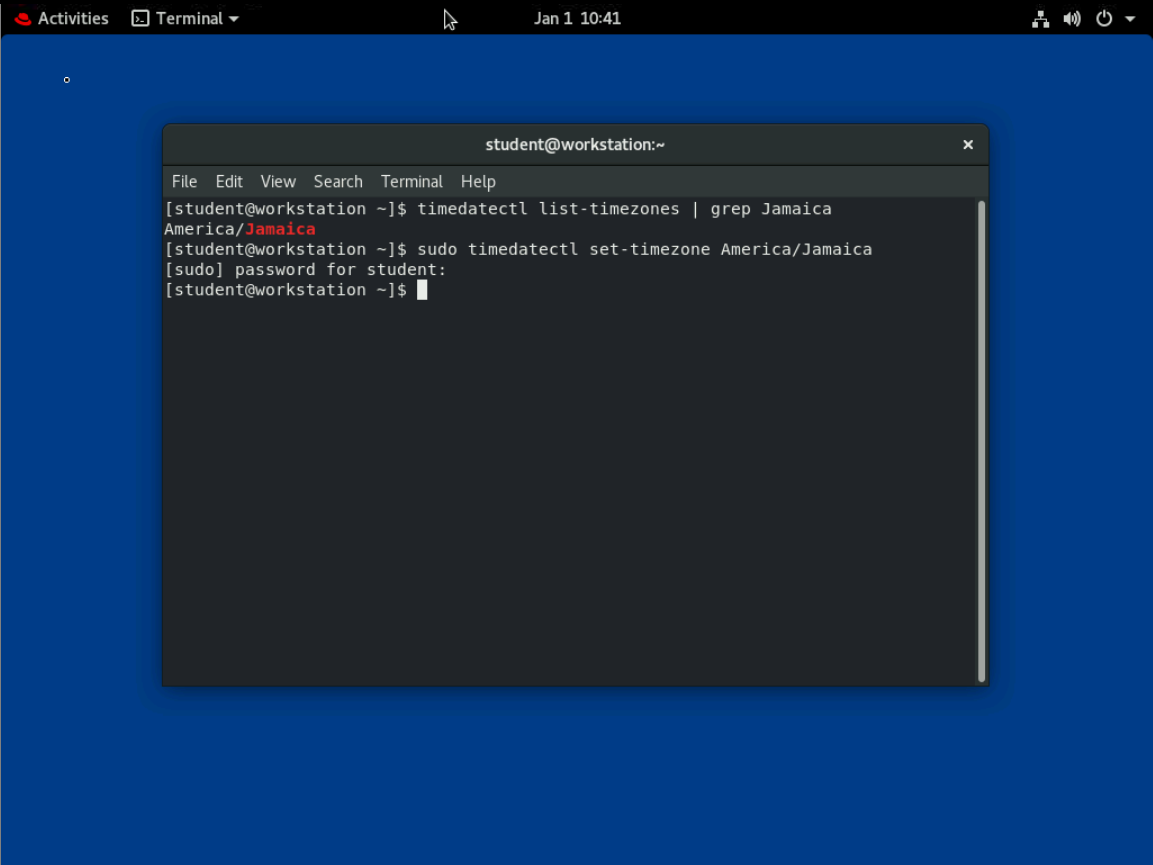 Activities Terminal Jan 1 10:41
student@workstation:~
File Edit View Search Terminal Help
[student@workstation ~]$ timedatectl list-timezones | grep Jamaica
America/Jamaica
[student@workstation ~]$ sudo timedatectl set-timezone America/Jamaica
[sudo] password for student:
[student@workstation ~]$